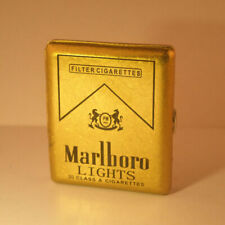 FILTER CIGARETTES
Marlboro
LIGHTS
20 CLASS A CIGARETTES